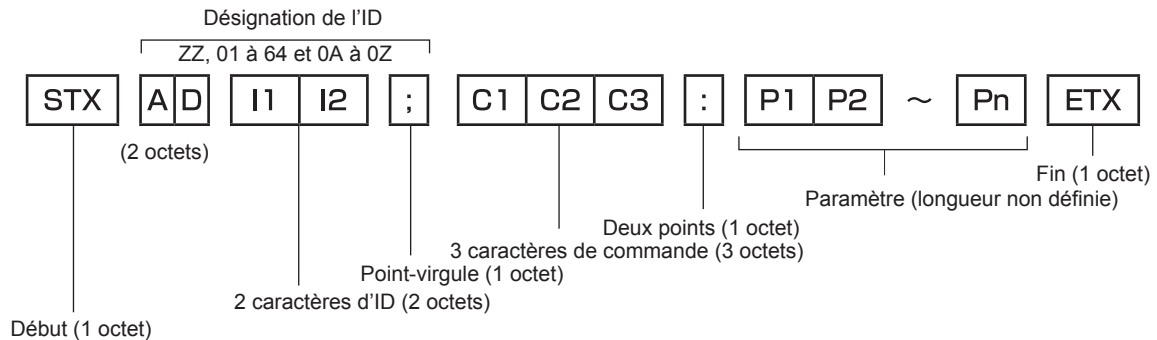 Désignation de l'ID
ZZ, 01 à 64 et 0A à 0Z
STX A D I1 I2 ; C1 C2 C3 : P1 P2 ~ Pn ETX
(2 octets)
Fin (1 octet)
Paramètre (longueur non définie)
Deux points (1 octet)
3 caractères de commande (3 octets)
Point-virgule (1 octet)
2 caractères d'ID (2 octets)
Début (1 octet)